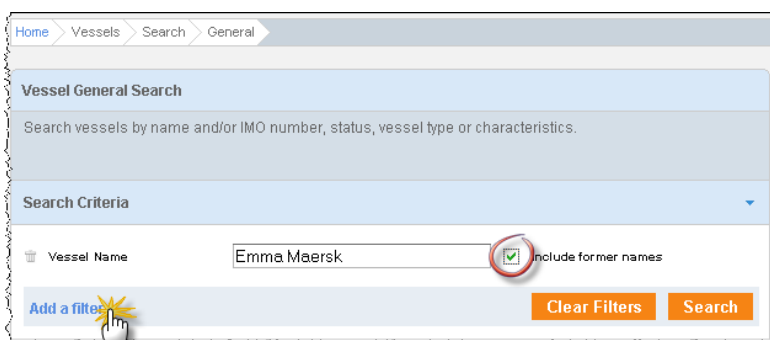 Home Vessels Search General
Vessel General Search
Search vessels by name and/or IMO number, status, vessel type or characteristics.
Search Criteria
Vessel Name Emma Maersk Include former names
Add a filter Clear Filters Search